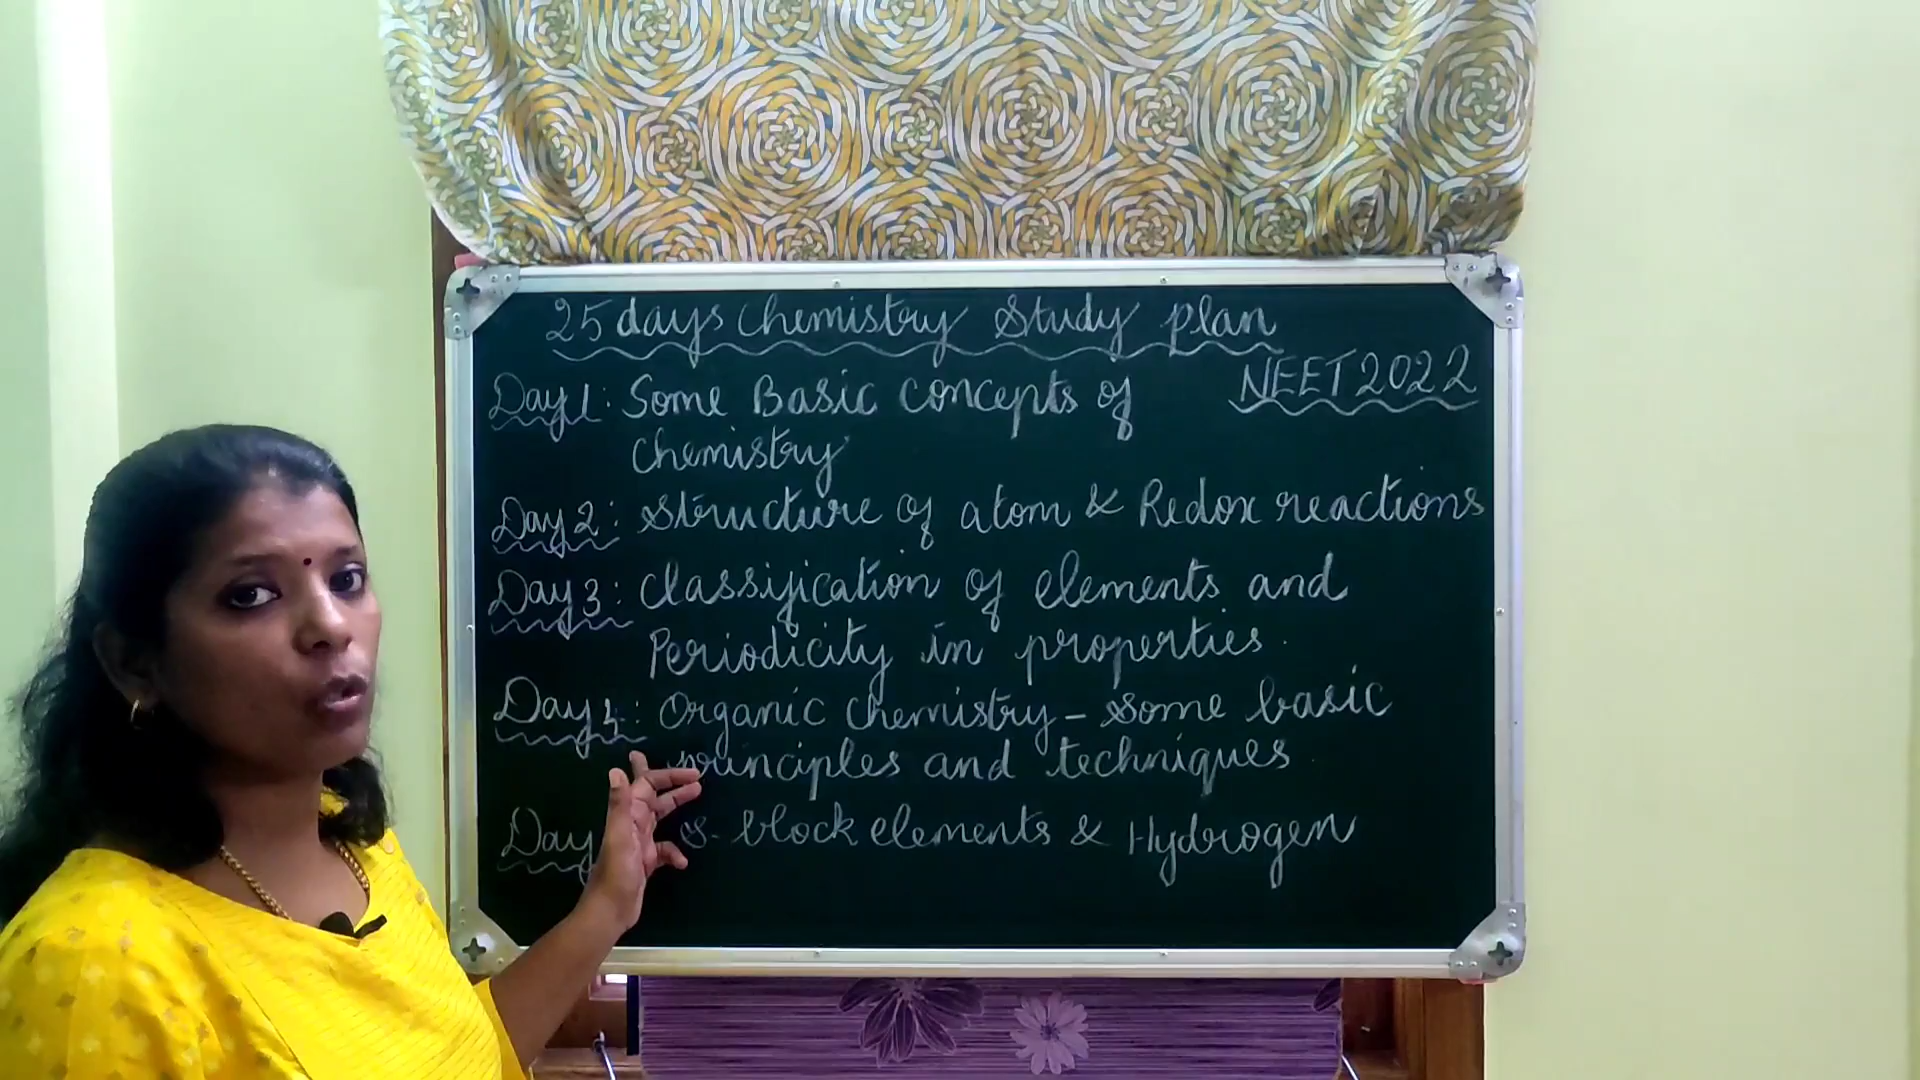 25 days Chemistry Study plan
NEET 2022
Day 1: Some Basic concepts of
Chemistry
Day 2: Structure of atom & Redox reactions
Day 3: Classification of elements and
Periodicity in properties.
Day 4: Organic chemistry - Some basic
principles and techniques
Day s-block elements & Hydrogen